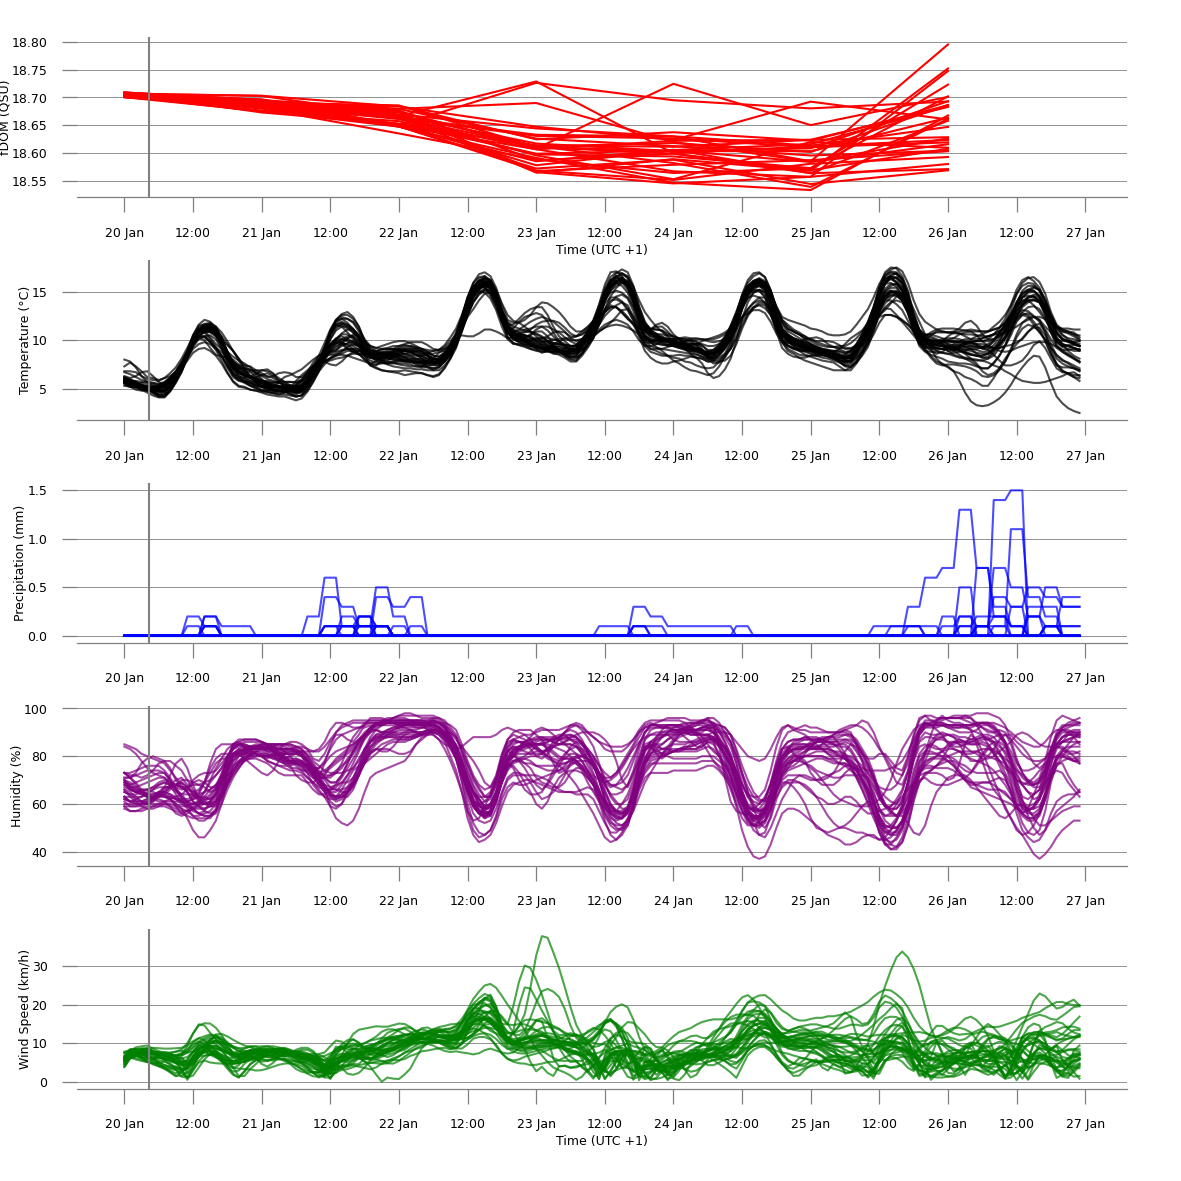 18.80
18.75
18.70
18.65
18.60
18.55
fDOM (QSU)
20 Jan 12:00 21 Jan 12:00 22 Jan 12:00 23 Jan 12:00 24 Jan 12:00 25 Jan 12:00 26 Jan 12:00 27 Jan
Time (UTC +1)
15
10
5
Temperature (°C)
20 Jan 12:00 21 Jan 12:00 22 Jan 12:00 23 Jan 12:00 24 Jan 12:00 25 Jan 12:00 26 Jan 12:00 27 Jan
1.5
1.0
0.5
0.0
Precipitation (mm)
20 Jan 12:00 21 Jan 12:00 22 Jan 12:00 23 Jan 12:00 24 Jan 12:00 25 Jan 12:00 26 Jan 12:00 27 Jan
100
80
60
40
Humidity (%)
20 Jan 12:00 21 Jan 12:00 22 Jan 12:00 23 Jan 12:00 24 Jan 12:00 25 Jan 12:00 26 Jan 12:00 27 Jan
30
20
10
0
Wind Speed (km/h)
20 Jan 12:00 21 Jan 12:00 22 Jan 12:00 23 Jan 12:00 24 Jan 12:00 25 Jan 12:00 26 Jan 12:00 27 Jan
Time (UTC +1)